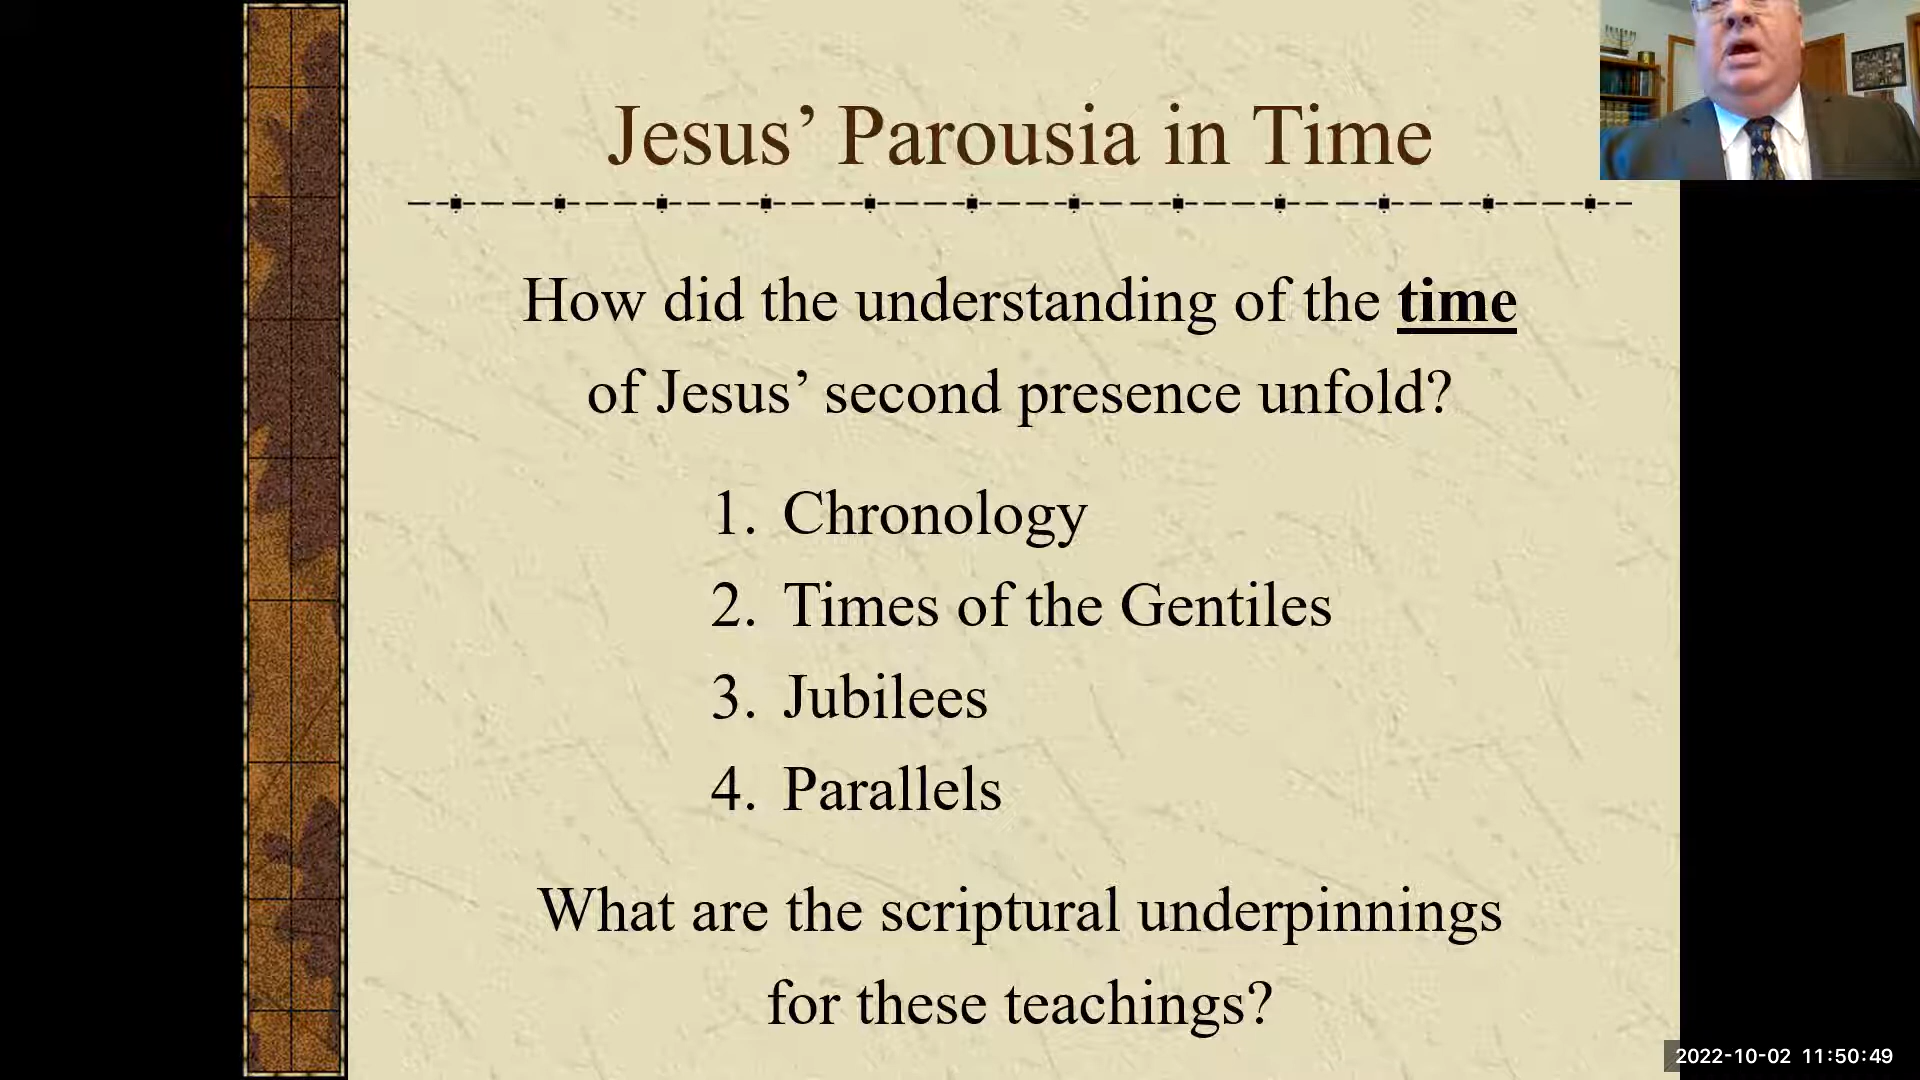 Jesus’ Parousia in Time
How did the understanding of the time
of Jesus’ second presence unfold?
1. Chronology
2. Times of the Gentiles
3. Jubilees
4. Parallels
What are the scriptural underpinnings
for these teachings?
2022-10-02 11:50:49